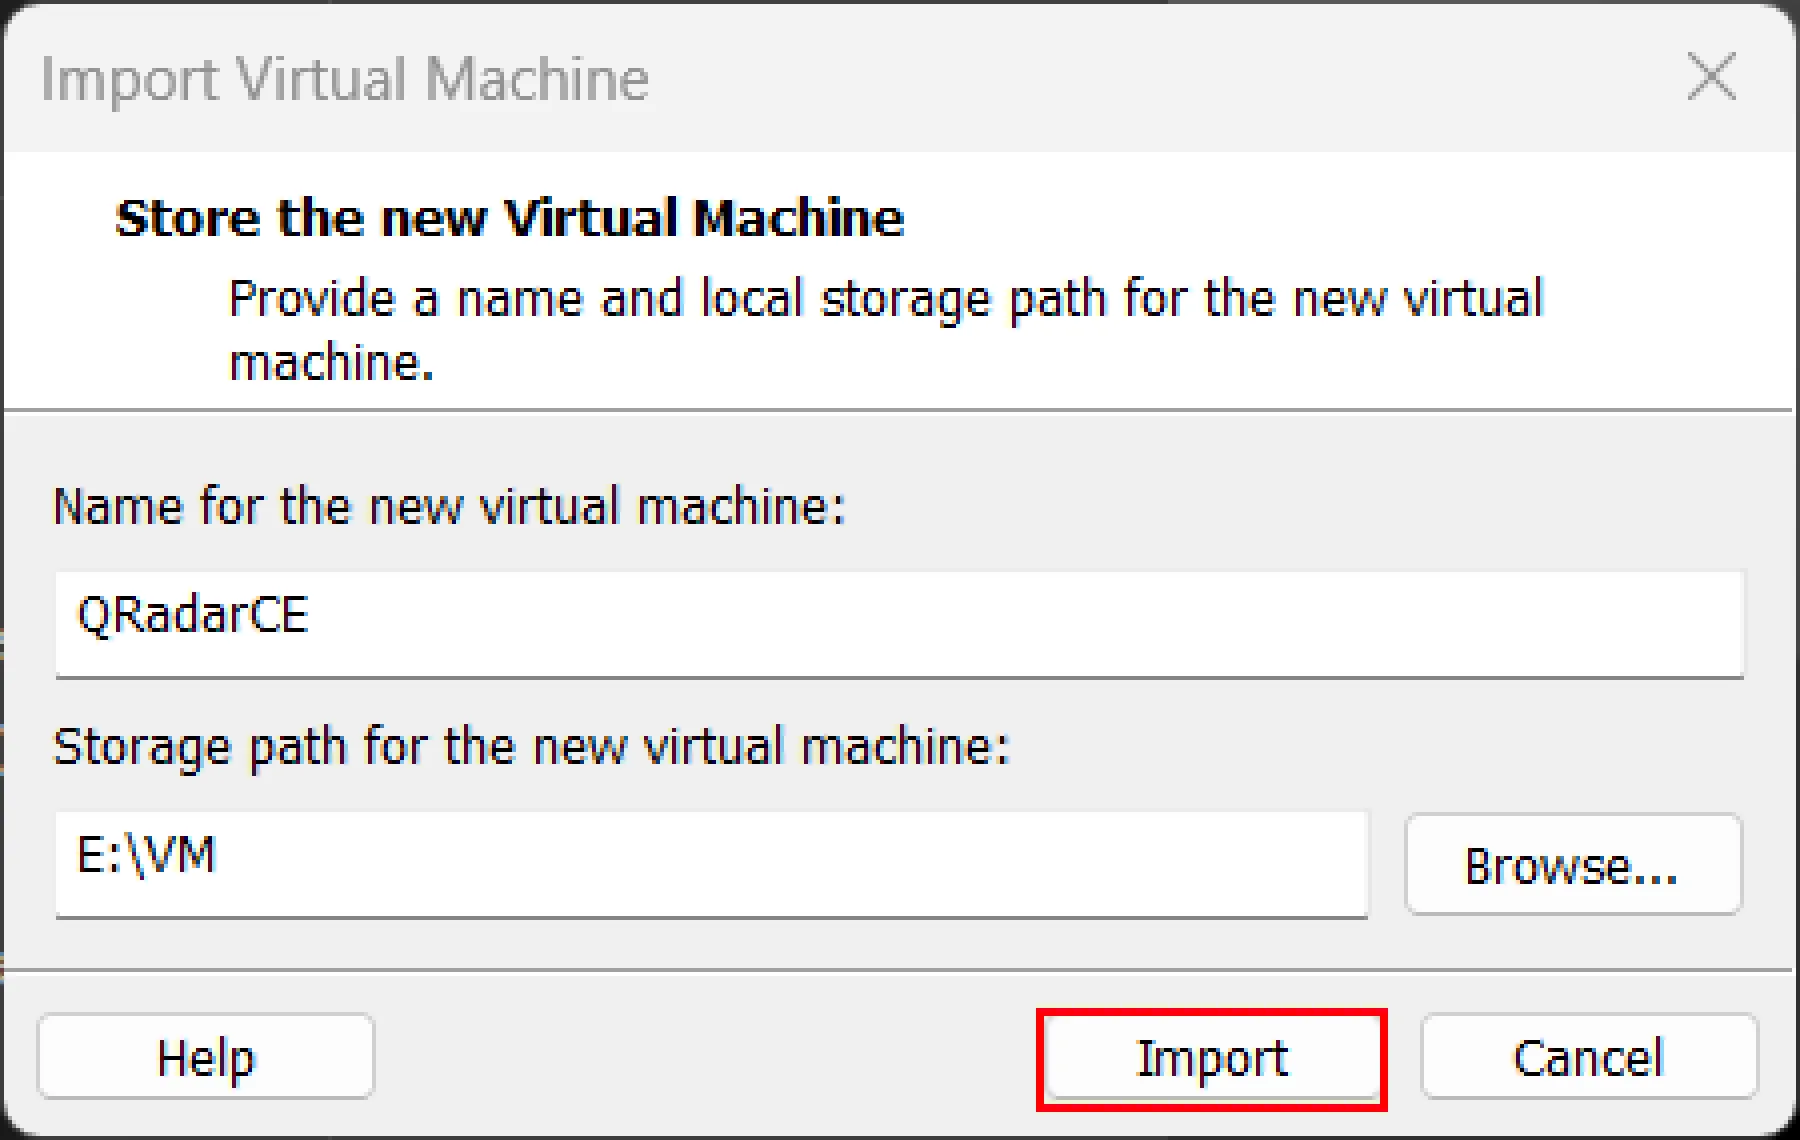 Import Virtual Machine
Store the new Virtual Machine
Provide a name and local storage path for the new virtual
machine.
Name for the new virtual machine:
QRadarCE
Storage path for the new virtual machine:
E:\VM
Browse...
Help
Import
Cancel